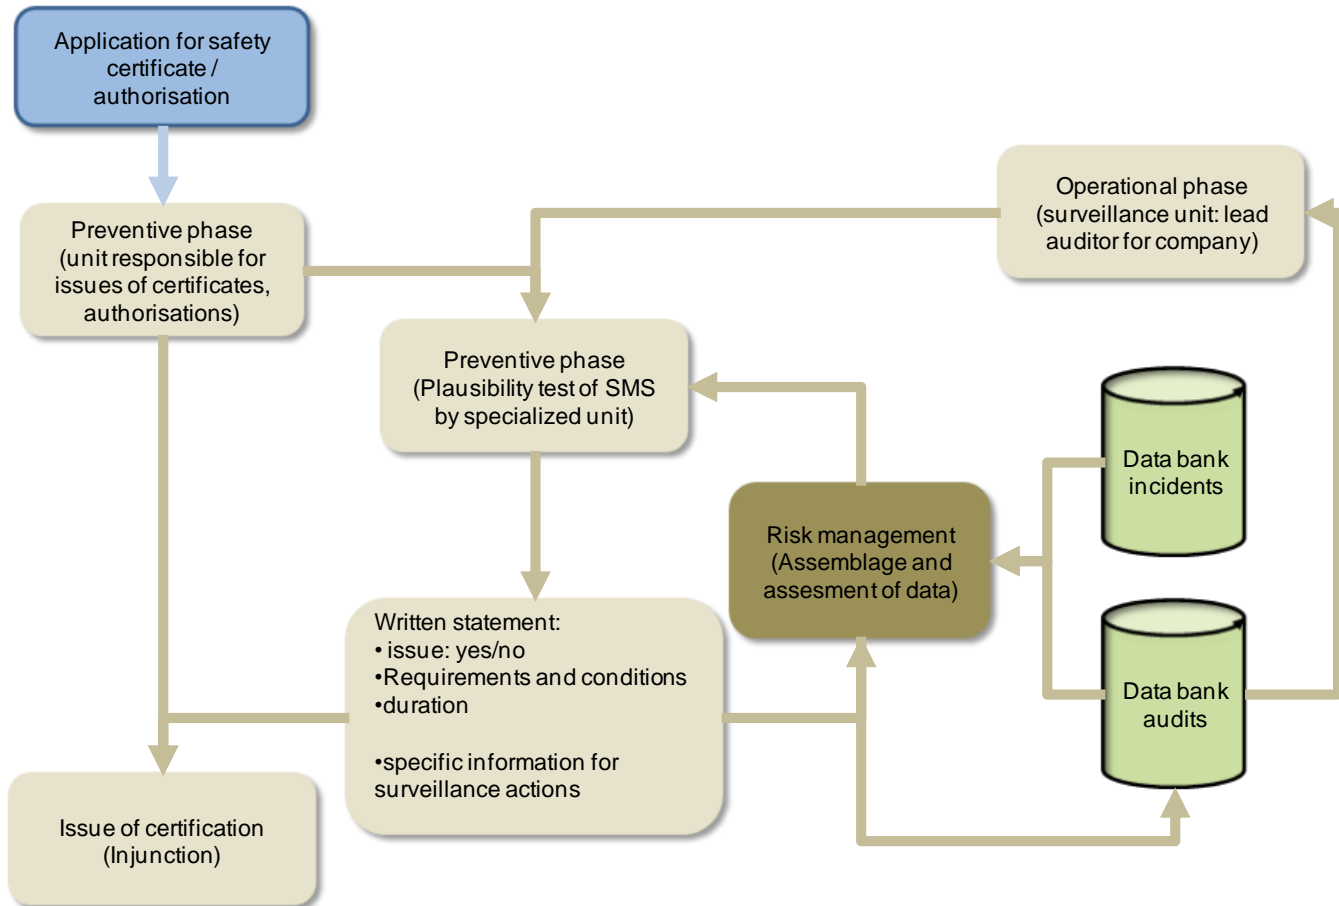 Application for safety
certificate /
authorisation
Operational phase
(surveillance unit: lead
auditor for company)
Preventive phase
(unit responsible for
issues of certificates,
authorisations)
Preventive phase
(Plausibility test of SMS
by specialized unit)
Data bank
incidents
Risk management
(Assemblage and
assesment of data)
Written statement:
• issue: yes/no
•Requirements and conditions
•duration
•specific information for
surveillance actions
Data bank
audits
Issue of certification
(Injunction)